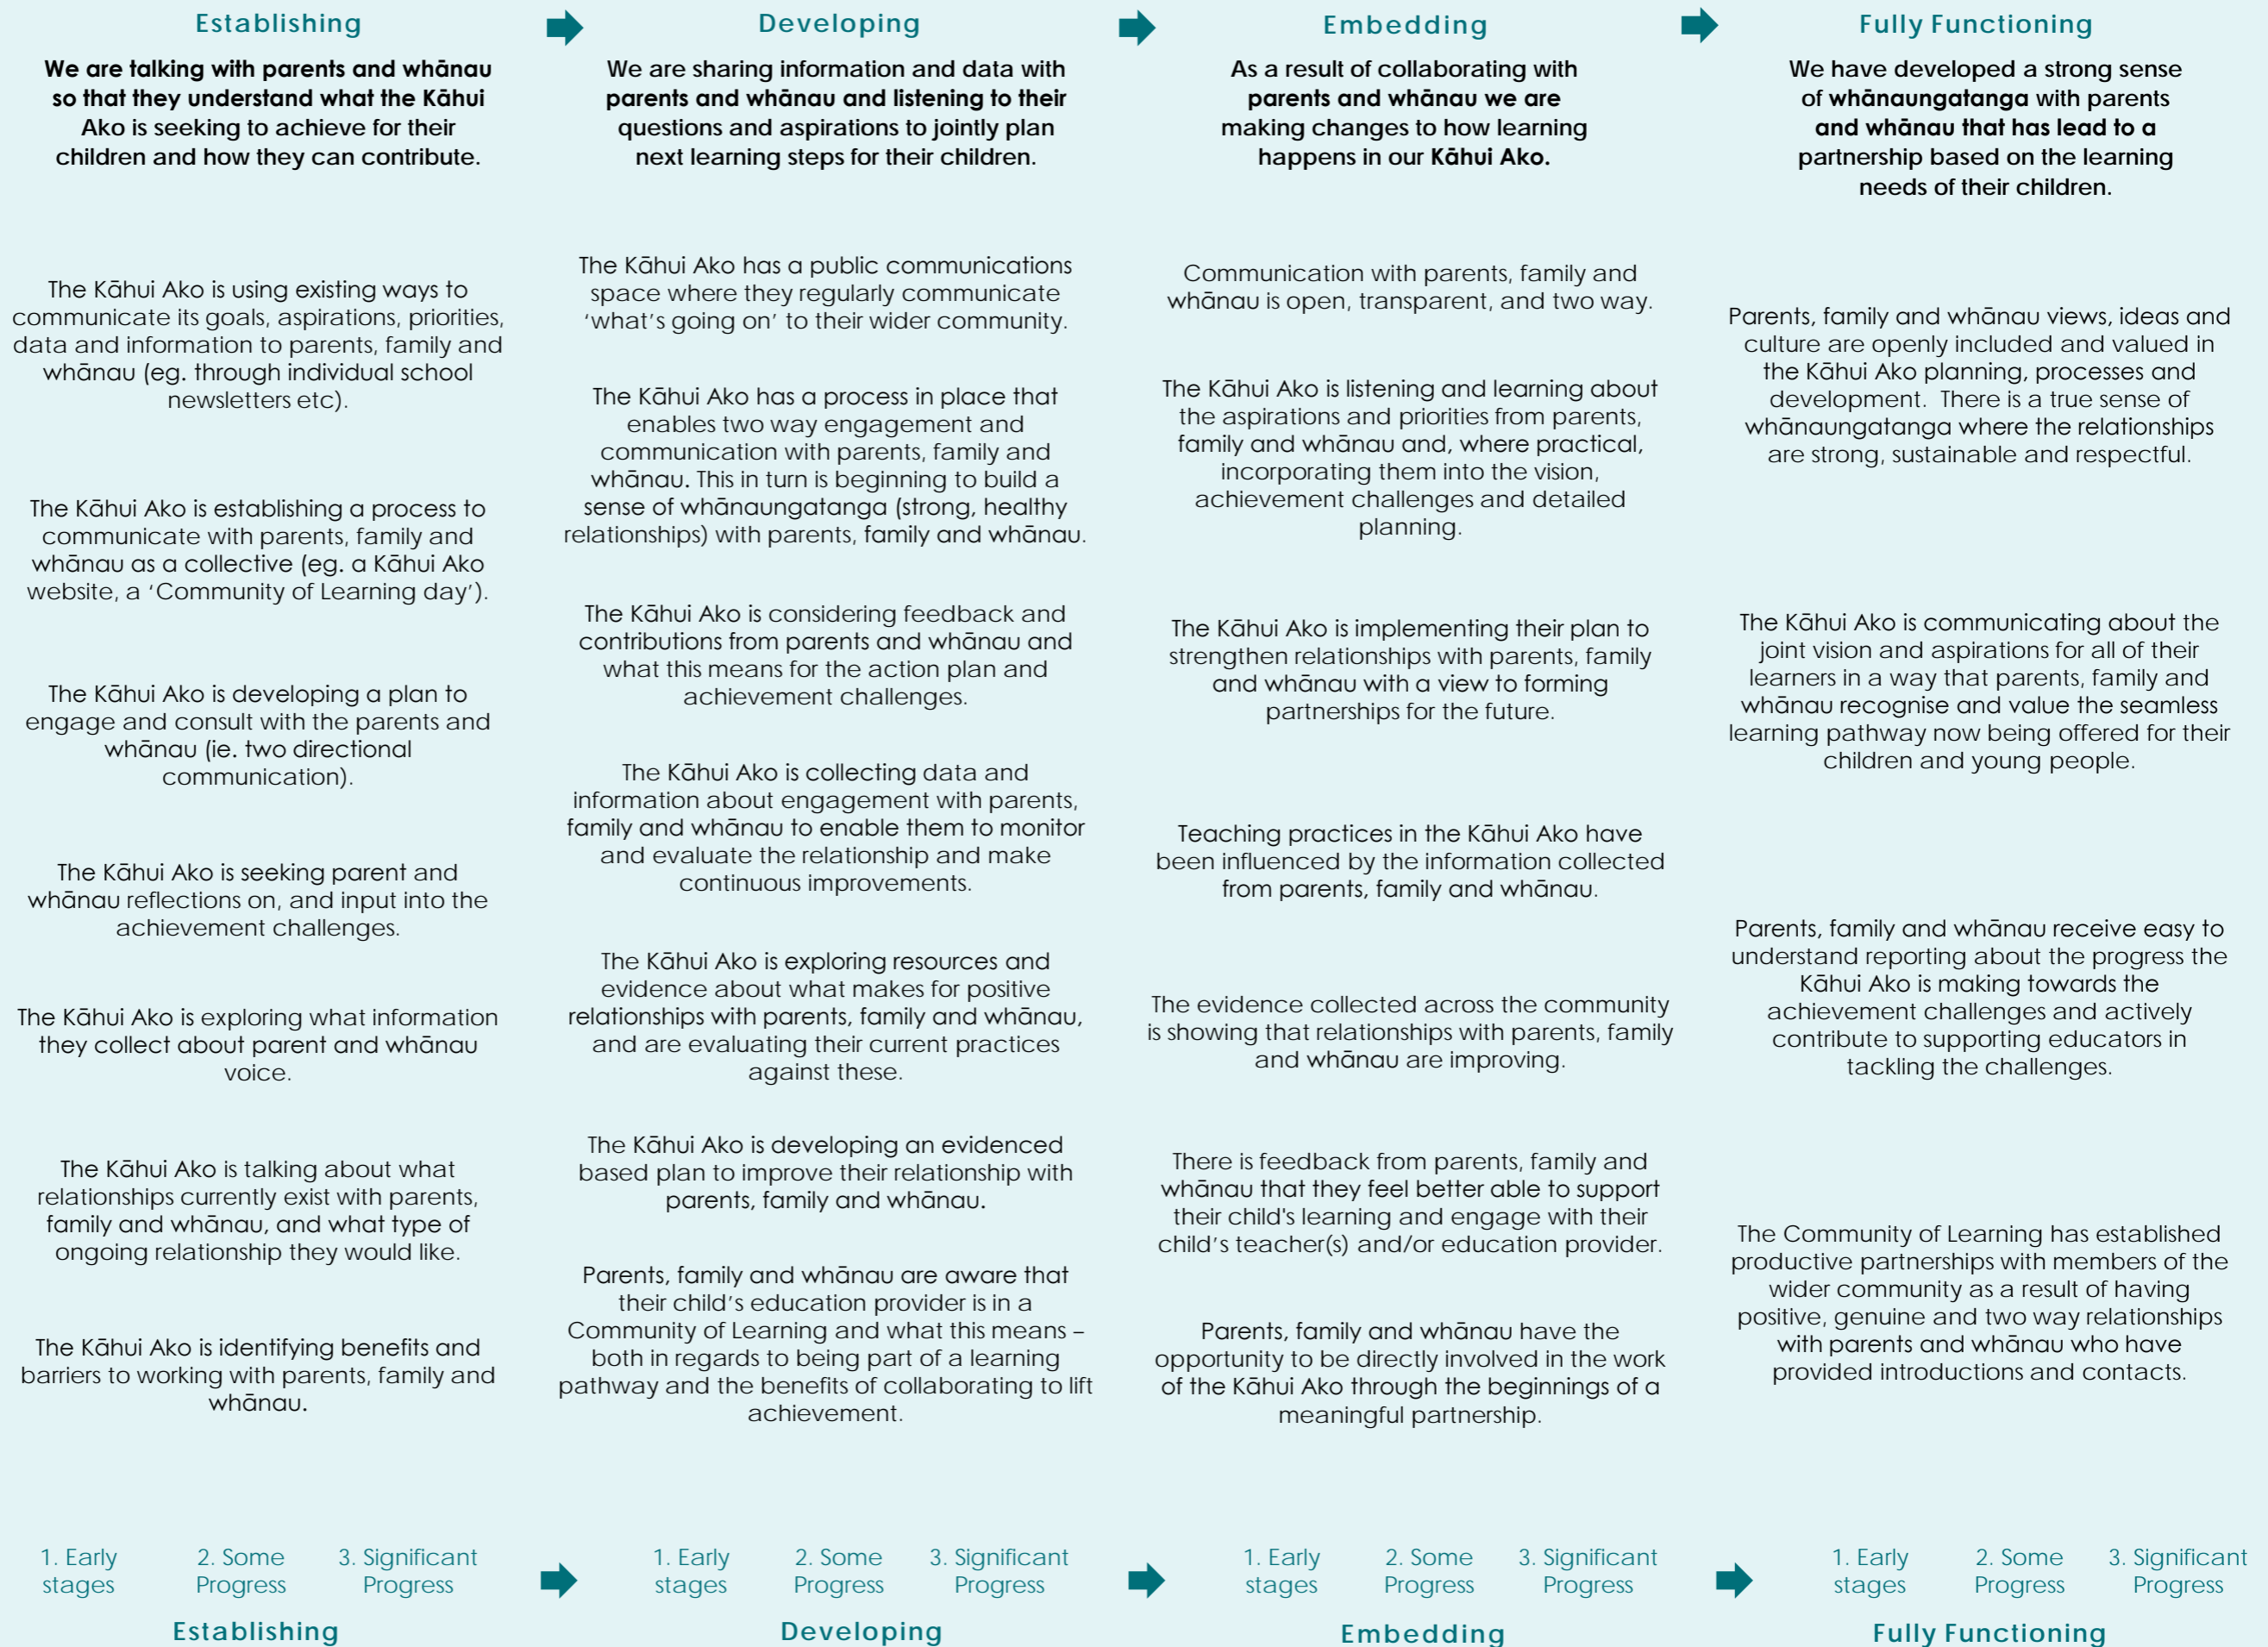 Establishing
We are talking with parents and whānau
so that they understand what the Kāhui
Ako is seeking to achieve for their
children and how they can contribute.
The Kāhui Ako is using existing ways to
communicate its goals, aspirations, priorities,
data and information to parents, family and
whānau (eg. through individual school
newsletters etc).
The Kāhui Ako is establishing a process to
communicate with parents, family and
whānau as a collective (eg. a Kāhui Ako
website, a ‘Community of Learning day’).
The Kāhui Ako is developing a plan to
engage and consult with the parents and
whānau (ie. two directional
communication).
The Kāhui Ako is seeking parent and
whānau reflections on, and input into the
achievement challenges.
The Kāhui Ako is exploring what information
they collect about parent and whānau
voice.
The Kāhui Ako is talking about what
relationships currently exist with parents,
family and whānau, and what type of
ongoing relationship they would like.
The Kāhui Ako is identifying benefits and
barriers to working with parents, family and
whānau.
1. Early
stages
2. Some
Progress
3. Significant
Progress
Establishing
Developing
We are sharing information and data with
parents and whānau and listening to their
questions and aspirations to jointly plan
next learning steps for their children.
The Kāhui Ako has a public communications
space where they regularly communicate
‘what’s going on’ to their wider community.
The Kāhui Ako has a process in place that
enables two way engagement and
communication with parents, family and
whānau. This in turn is beginning to build a
sense of whānaungatanga (strong, healthy
relationships) with parents, family and whānau.
The Kāhui Ako is considering feedback and
contributions from parents and whānau and
what this means for the action plan and
achievement challenges.
The Kāhui Ako is collecting data and
information about engagement with parents,
family and whānau to enable them to monitor
and evaluate the relationship and make
continuous improvements.
The Kāhui Ako is exploring resources and
evidence about what makes for positive
relationships with parents, family and whānau,
and are evaluating their current practices
against these.
The Kāhui Ako is developing an evidenced
based plan to improve their relationship with
parents, family and whānau.
Parents, family and whānau are aware that
their child’s education provider is in a
Community of Learning and what this means –
both in regards to being part of a learning
pathway and the benefits of collaborating to lift
achievement.
1. Early
stages
2. Some
Progress
3. Significant
Progress
Developing
Embedding
As a result of collaborating with
parents and whānau we are
making changes to how learning
happens in our Kāhui Ako.
Communication with parents, family and
whānau is open, transparent, and two way.
The Kāhui Ako is listening and learning about
the aspirations and priorities from parents,
family and whānau and, where practical,
incorporating them into the vision,
achievement challenges and detailed
planning.
The Kāhui Ako is implementing their plan to
strengthen relationships with parents, family
and whānau with a view to forming
partnerships for the future.
Teaching practices in the Kāhui Ako have
been influenced by the information collected
from parents, family and whānau.
The evidence collected across the community
is showing that relationships with parents, family
and whānau are improving.
There is feedback from parents, family and
whānau that they feel better able to support
their child's learning and engage with their
child’s teacher(s) and/or education provider.
Parents, family and whānau have the
opportunity to be directly involved in the work
of the Kāhui Ako through the beginnings of a
meaningful partnership.
1. Early
stages
2. Some
Progress
3. Significant
Progress
Embedding
Fully Functioning
We have developed a strong sense
of whānaungatanga with parents
and whānau that has lead to a
partnership based on the learning
needs of their children.
Parents, family and whānau views, ideas and
culture are openly included and valued in
the Kāhui Ako planning, processes and
development. There is a true sense of
whānaungatanga where the relationships
are strong, sustainable and respectful.
The Kāhui Ako is communicating about the
joint vision and aspirations for all of their
learners in a way that parents, family and
whānau recognise and value the seamless
learning pathway now being offered for their
children and young people.
Parents, family and whānau receive easy to
understand reporting about the progress the
Kāhui Ako is making towards the
achievement challenges and actively
contribute to supporting educators in
tackling the challenges.
The Community of Learning has established
productive partnerships with members of the
wider community as a result of having
positive, genuine and two way relationships
with parents and whānau who have
provided introductions and contacts.
1. Early
stages
2. Some
Progress
3. Significant
Progress
Fully Functioning